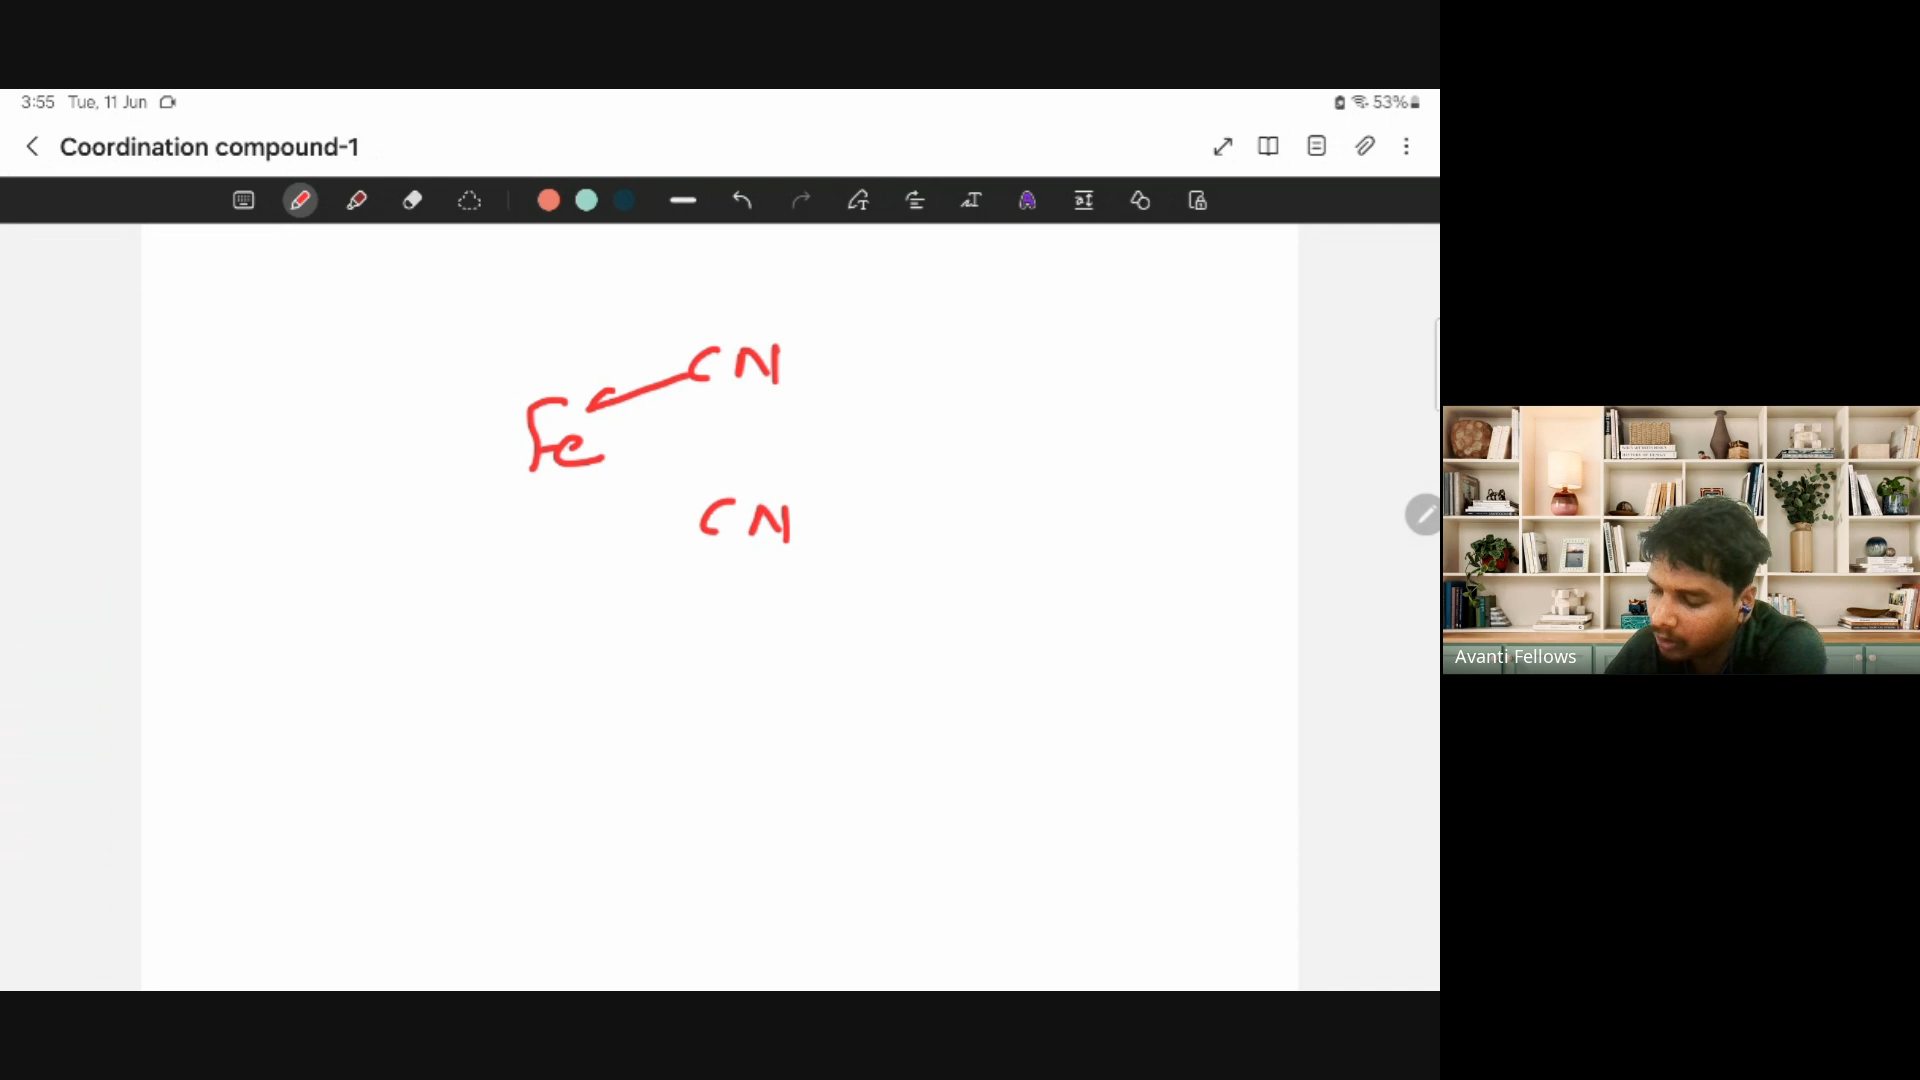 3:55 Tue, 11 Jun
53%
Coordination compound-1
CN
Fe
CN
Avanti Fellows